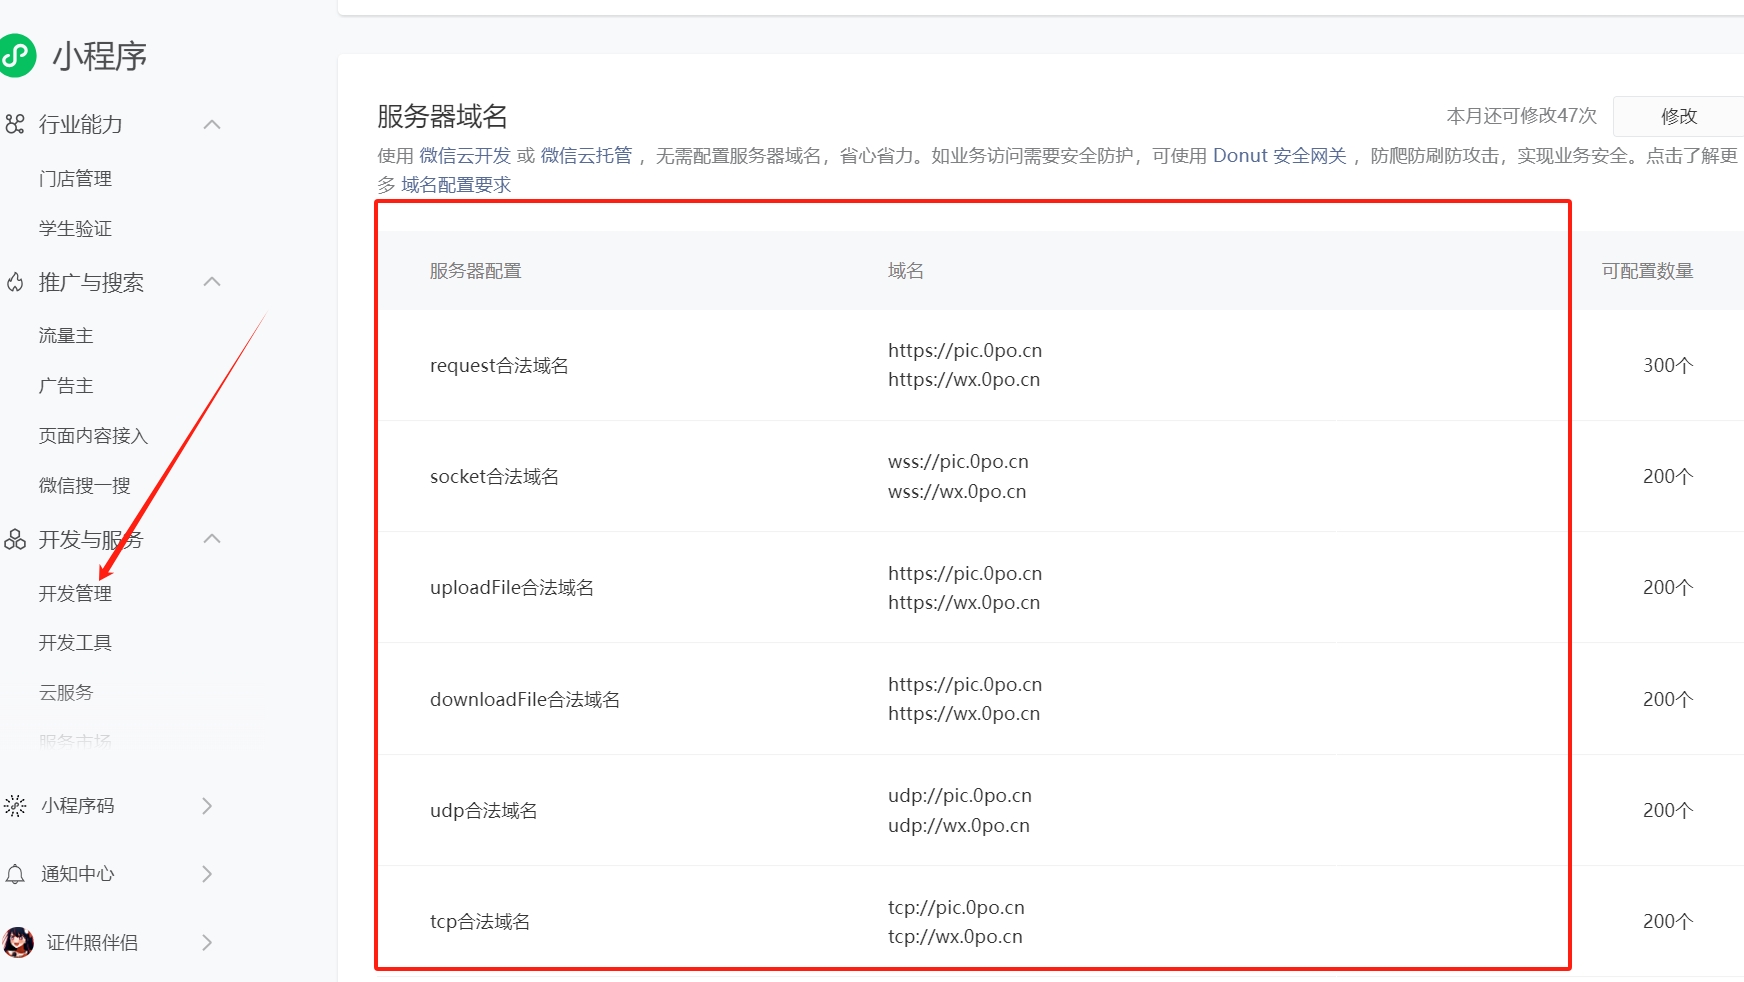 小程序
行业能力
门店管理
学生验证
推广与搜索
流量主
广告主
页面内容接入
微信搜一搜
开发与服务
开发管理
开发工具
云服务
服务市场
小程序码
通知中心
证件照伴侣
服务器域名
本月还可修改47次
修改
使用 微信云开发 或 微信云托管 ，无需配置服务器域名，省心省力。如业务访问需要安全防护，可使用 Donut 安全网关 ，防爬防刷防攻击，实现业务安全。点击了解更
多 域名配置要求
服务器配置 域名 可配置数量
request合法域名 https://pic.0po.cn 300个
https://wx.0po.cn
socket合法域名 wss://pic.0po.cn 200个
wss://wx.0po.cn
uploadFile合法域名 https://pic.0po.cn 200个
https://wx.0po.cn
downloadFile合法域名 https://pic.0po.cn 200个
https://wx.0po.cn
udp合法域名 udp://pic.0po.cn 200个
udp://wx.0po.cn
tcp合法域名 tcp://pic.0po.cn 200个
tcp://wx.0po.cn